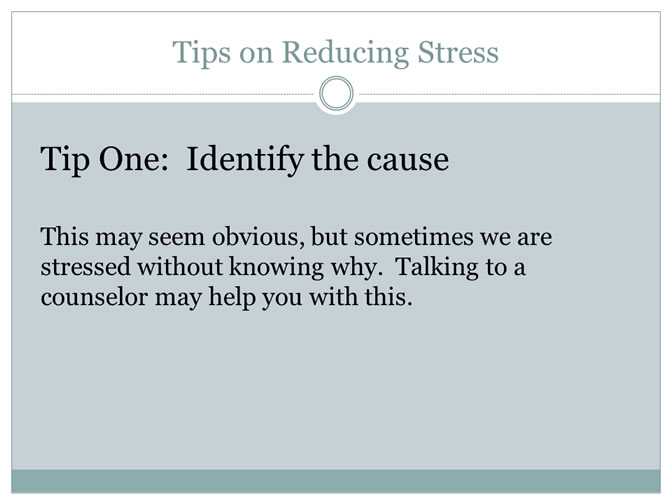 Tips on Reducing Stress
Tip One:  Identify the cause
This may seem obvious, but sometimes we are
stressed without knowing why.  Talking to a
counselor may help you with this.